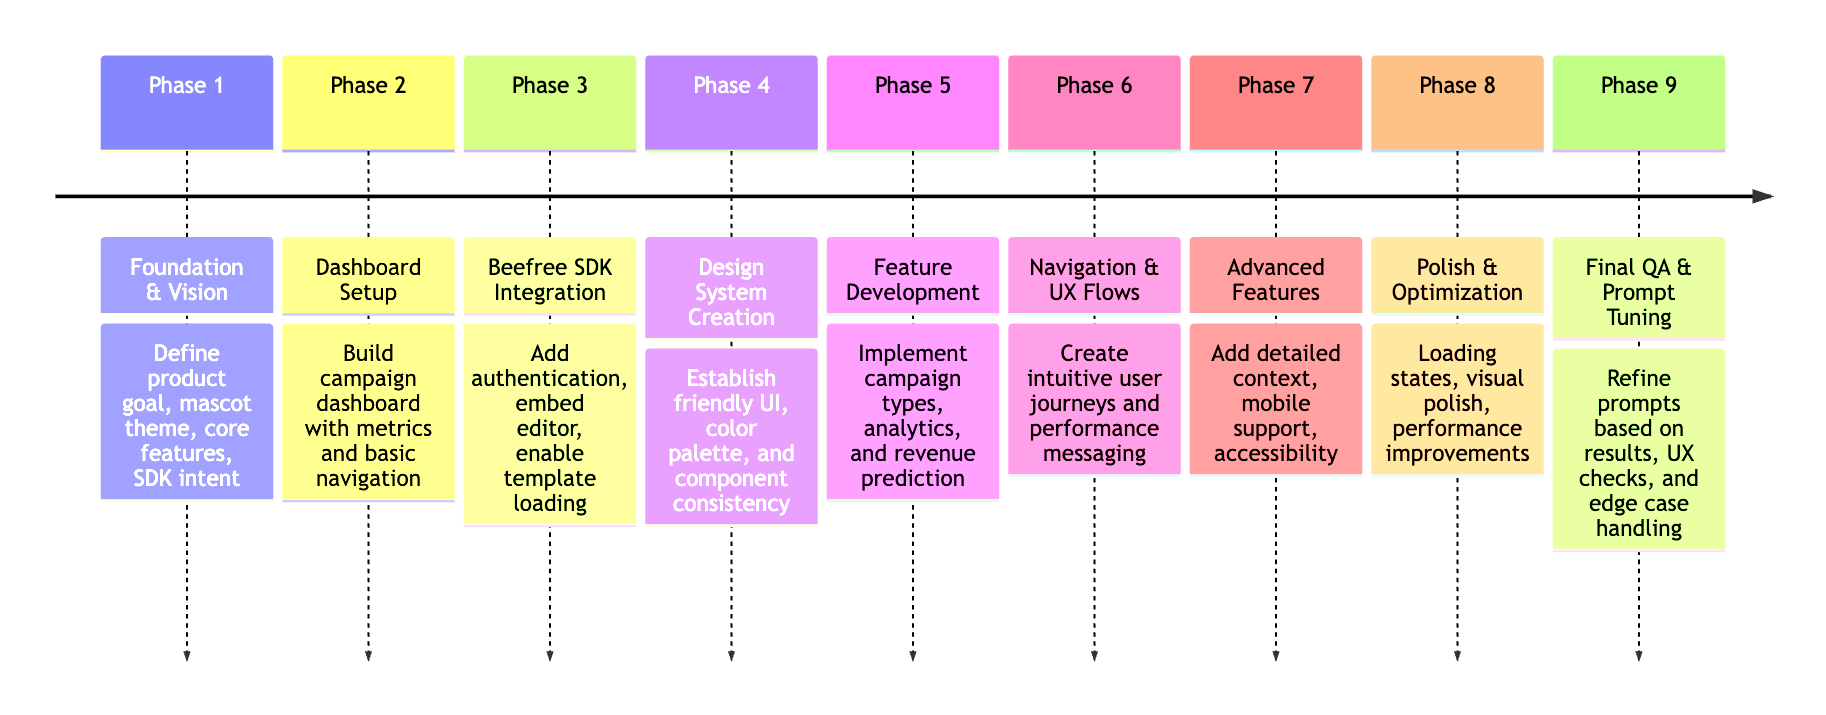 Phase 1
Phase 2
Phase 3
Phase 4
Phase 5
Phase 6
Phase 7
Phase 8
Phase 9
Foundation
& Vision
Define
product
goal, mascot
theme, core
features,
SDK intent
Dashboard
Setup
Build
campaign
dashboard
with metrics
and basic
navigation
Beefree SDK
Integration
Add
authentication,
embed
editor,
enable
template
loading
Design
System
Creation
Establish
friendly UI,
color
palette, and
component
consistency
Feature
Development
Implement
campaign
types,
analytics,
and revenue
prediction
Navigation &
UX Flows
Create
intuitive user
journeys and
performance
messaging
Advanced
Features
Add detailed
context,
mobile
support,
accessibility
Polish &
Optimization
Loading
states, visual
polish,
performance
improvements
Final QA &
Prompt
Tuning
Refine
prompts
based on
results, UX
checks, and
edge case
handling